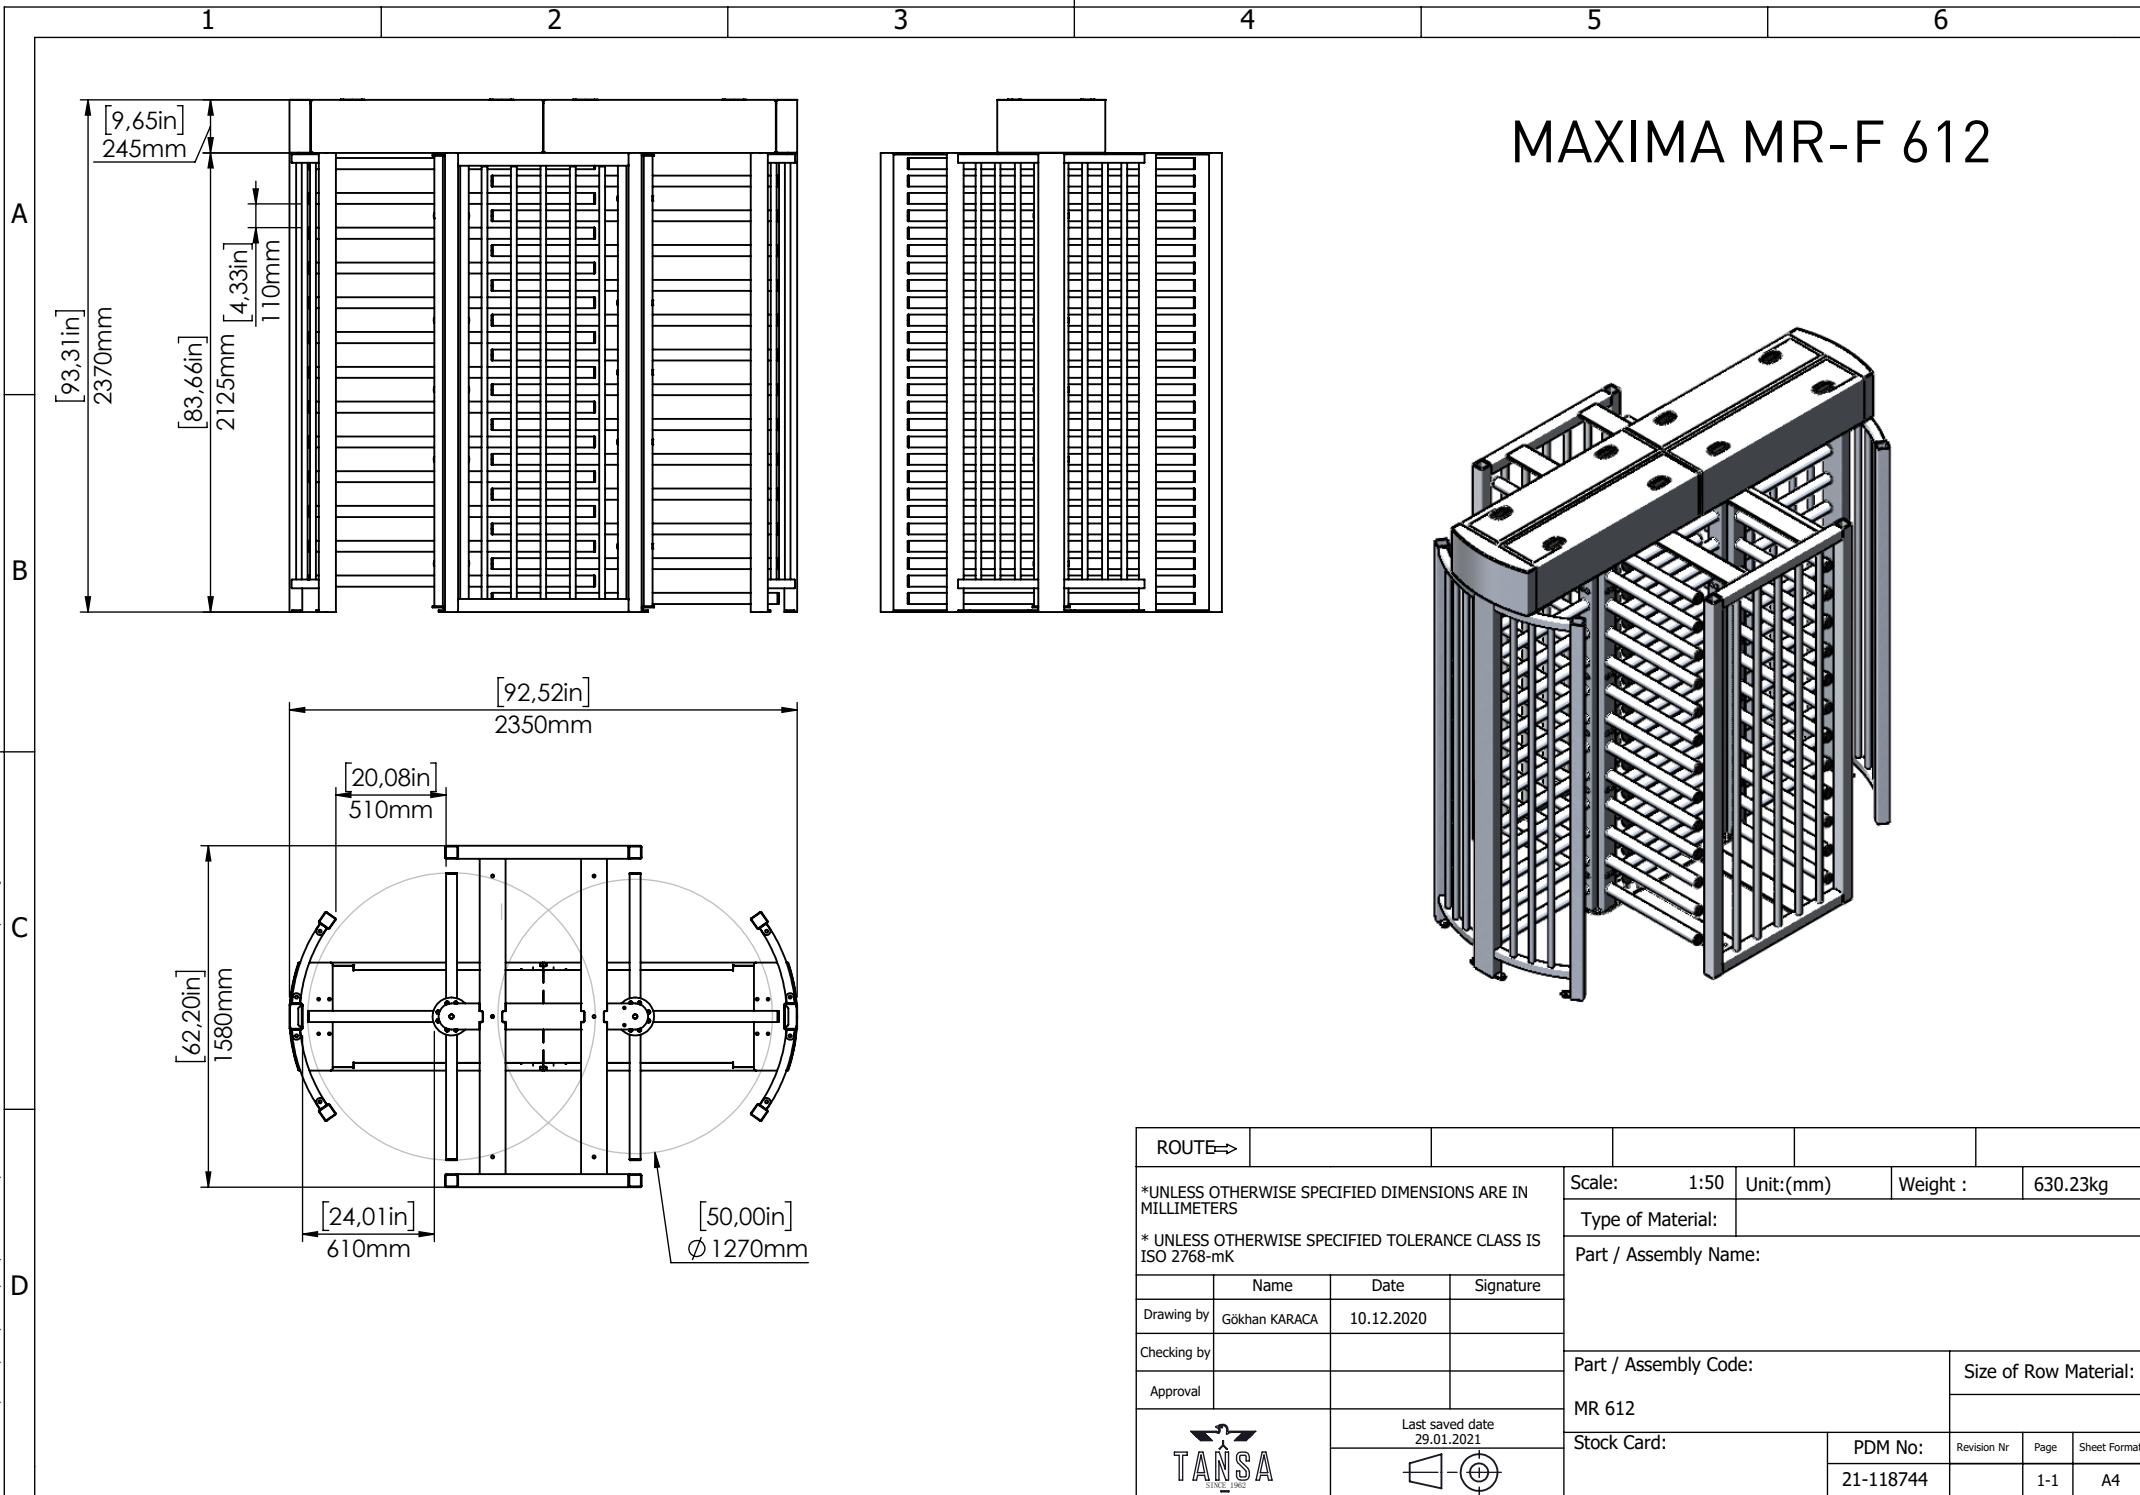 1 2 3 4 5 6
A
B
C
D
MAXIMA MR-F 612
[9,65in]
245mm
[4,33in]
110mm
[93,31in]
2370mm
[83,66in]
2125mm
[92,52in]
2350mm
[20,08in]
510mm
[62,20in]
1580mm
[24,01in]
610mm
[50,00in]
Ø1270mm
ROUTE⇨
*UNLESS OTHERWISE SPECIFIED DIMENSIONS ARE IN
MILLIMETERS
* UNLESS OTHERWISE SPECIFIED TOLERANCE CLASS IS
ISO 2768-mK
Scale: 1:50 Unit:(mm) Weight : 630.23kg
Type of Material:
Part / Assembly Name:
Name Date Signature
Drawing by Gökhan KARACA 10.12.2020
Checking by
Approval
Part / Assembly Code:
MR 612
Size of Row Material:
Last saved date
29.01.2021
TANSA
SINCE 1962
Stock Card:
PDM No: Revision Nr Page Sheet Format
21-118744 1-1 A4